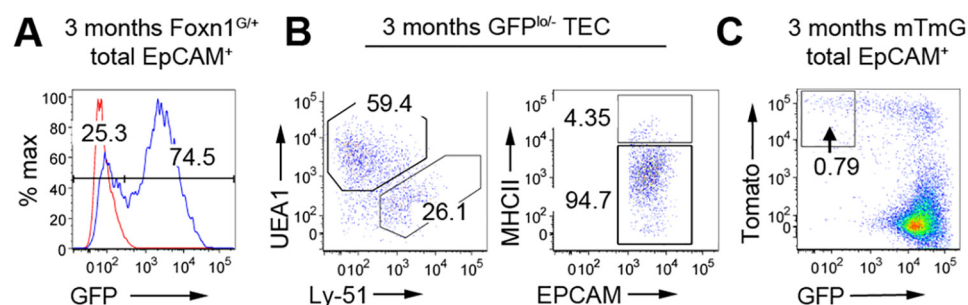 A
3 months Foxn1G/+
total EpCAM+
% max
100
80
60
40
20
0
25.3
74.5
0 10² 10³ 10⁴ 10⁵
GFP
B
3 months GFPlo/- TEC
UEA1
10⁵
10⁴
10³
10²
0
59.4
26.1
0 10² 10³ 10⁴ 10⁵
Ly-51
MHCII
10⁵
10⁴
10³
10²
0
4.35
94.7
0 10² 10³ 10⁴ 10⁵
EPCAM
C
3 months mTmG
total EpCAM+
Tomato
10⁵
10⁴
10³
10²
0
0.79
0 10² 10³ 10⁴ 10⁵
GFP